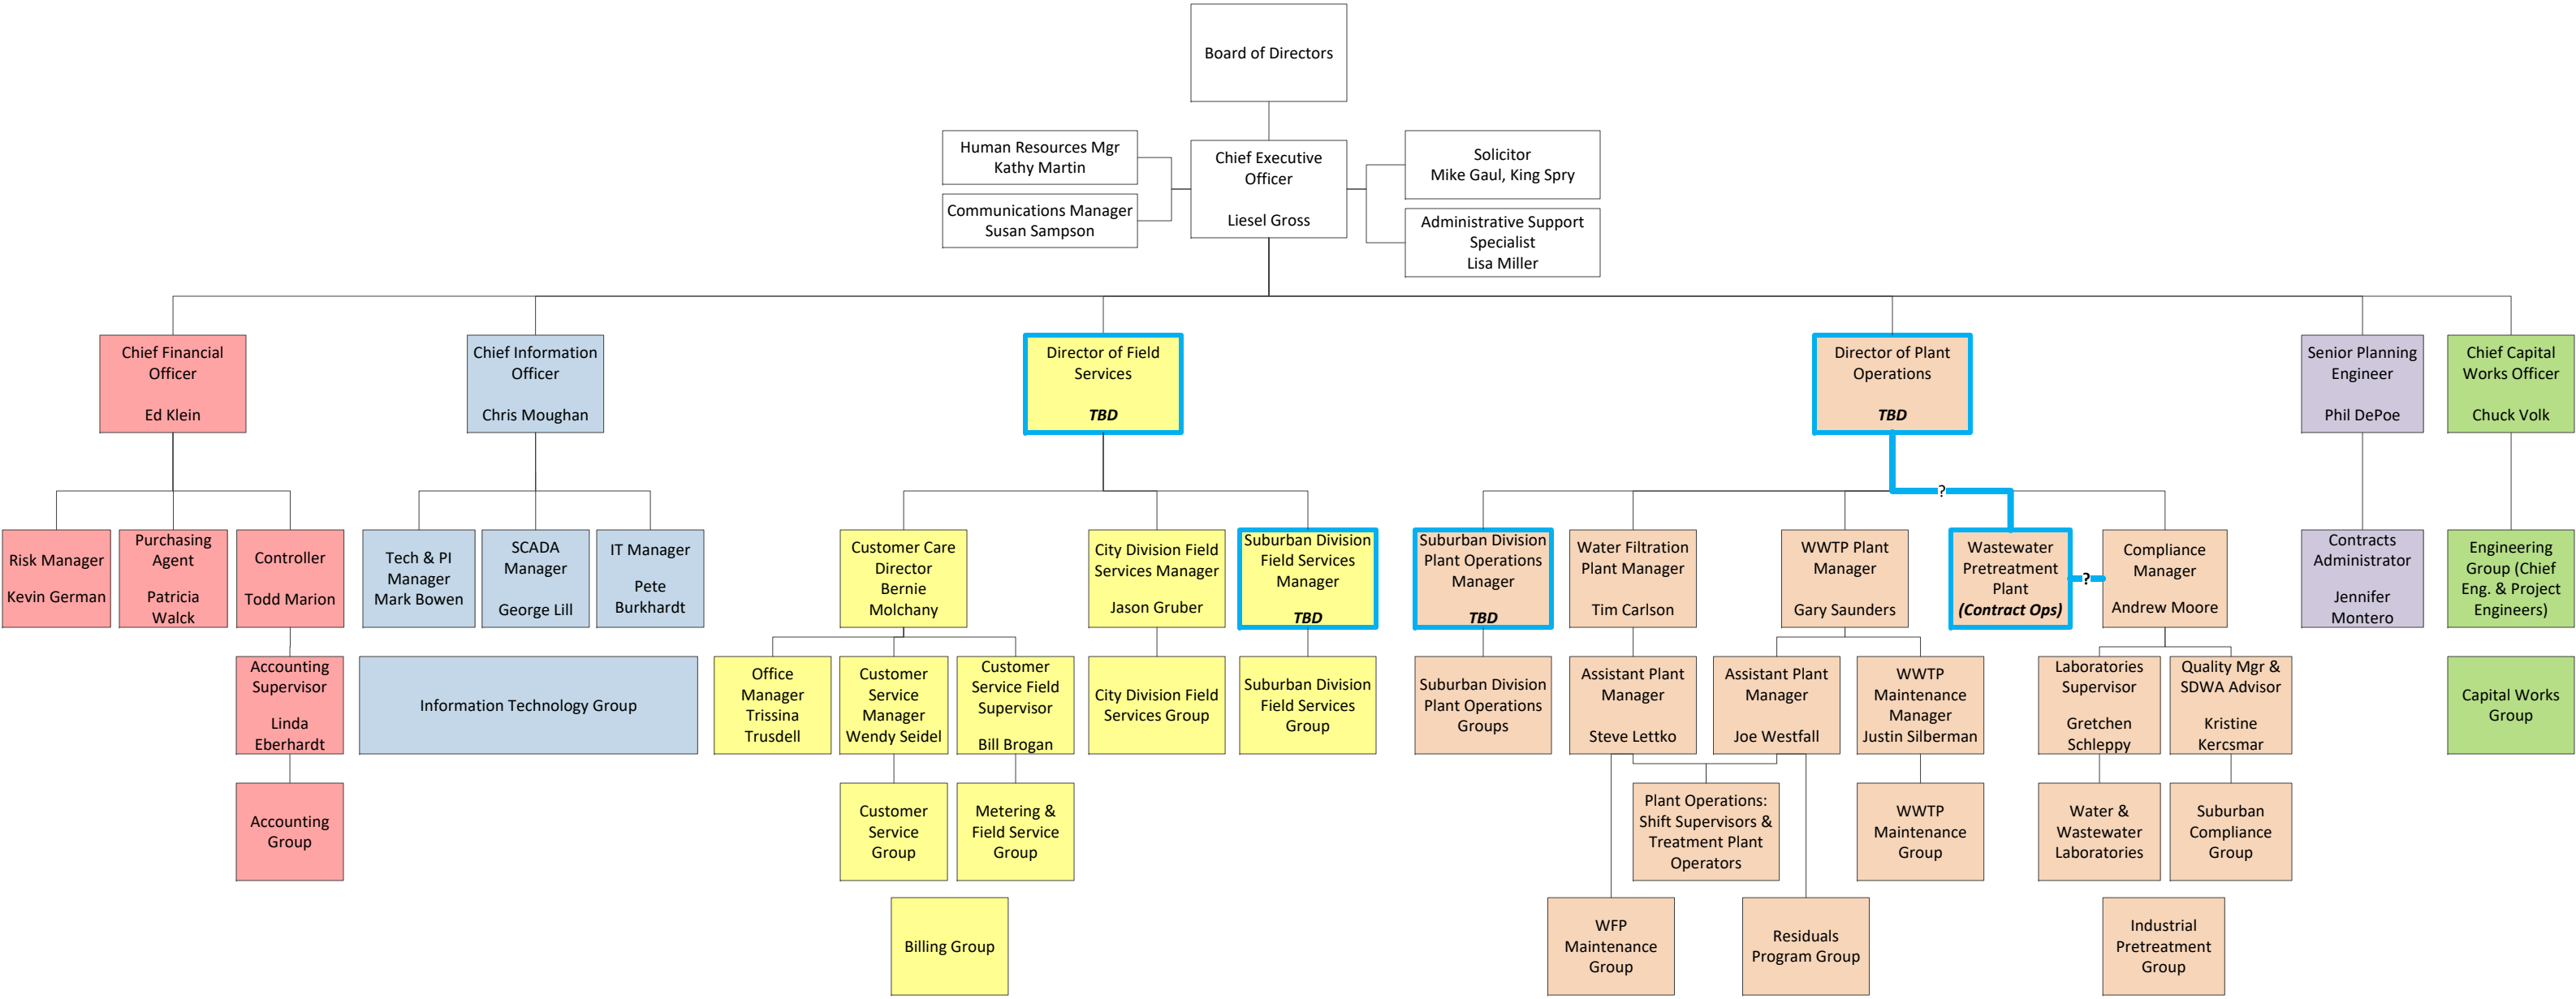 Board of Directors
Human Resources Mgr
Kathy Martin
Communications Manager
Susan Sampson
Chief Executive
Officer
Liesel Gross
Solicitor
Mike Gaul, King Spry
Administrative Support
Specialist
Lisa Miller
Chief Financial
Officer
Ed Klein
Chief Information
Officer
Chris Moughan
Director of Field
Services
TBD
Director of Plant
Operations
TBD
Senior Planning
Engineer
Phil DePoe
Chief Capital
Works Officer
Chuck Volk
?
Risk Manager
Kevin German
Purchasing
Agent
Patricia
Walck
Controller
Todd Marion
Tech & PI
Manager
Mark Bowen
SCADA
Manager
George Lill
IT Manager
Pete
Burkhardt
Customer Care
Director
Bernie
Molchany
City Division Field
Services Manager
Jason Gruber
Suburban Division
Field Services
Manager
TBD
Suburban Division
Plant Operations
Manager
TBD
Water Filtration
Plant Manager
Tim Carlson
WWTP Plant
Manager
Gary Saunders
Wastewater
Pretreatment
Plant
(Contract Ops)
?
Compliance
Manager
Andrew Moore
Contracts
Administrator
Jennifer
Montero
Engineering
Group (Chief
Eng. & Project
Engineers)
Accounting
Supervisor
Linda
Eberhardt
Information Technology Group
Office
Manager
Trissina
Trusdell
Customer
Service
Manager
Wendy Seidel
Customer
Service Field
Supervisor
Bill Brogan
City Division Field
Services Group
Suburban Division
Field Services
Group
Suburban Division
Plant Operations
Groups
Assistant Plant
Manager
Steve Lettko
Assistant Plant
Manager
Joe Westfall
WWTP
Maintenance
Manager
Justin Silberman
Laboratories
Supervisor
Gretchen
Schleppy
Quality Mgr &
SDWA Advisor
Kristine
Kercsmar
Capital Works
Group
Accounting
Group
Customer
Service
Group
Metering &
Field Service
Group
Plant Operations:
Shift Supervisors &
Treatment Plant
Operators
WWTP
Maintenance
Group
Water &
Wastewater
Laboratories
Suburban
Compliance
Group
Billing Group
WFP
Maintenance
Group
Residuals
Program Group
Industrial
Pretreatment
Group